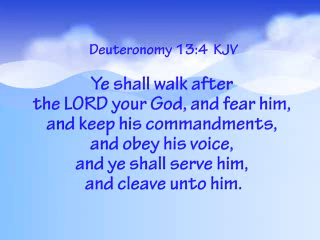 Deuteronomy 13:4 KJV
Ye shall walk after
the LORD your God, and fear him,
and keep his commandments,
and obey his voice,
and ye shall serve him,
and cleave unto him.